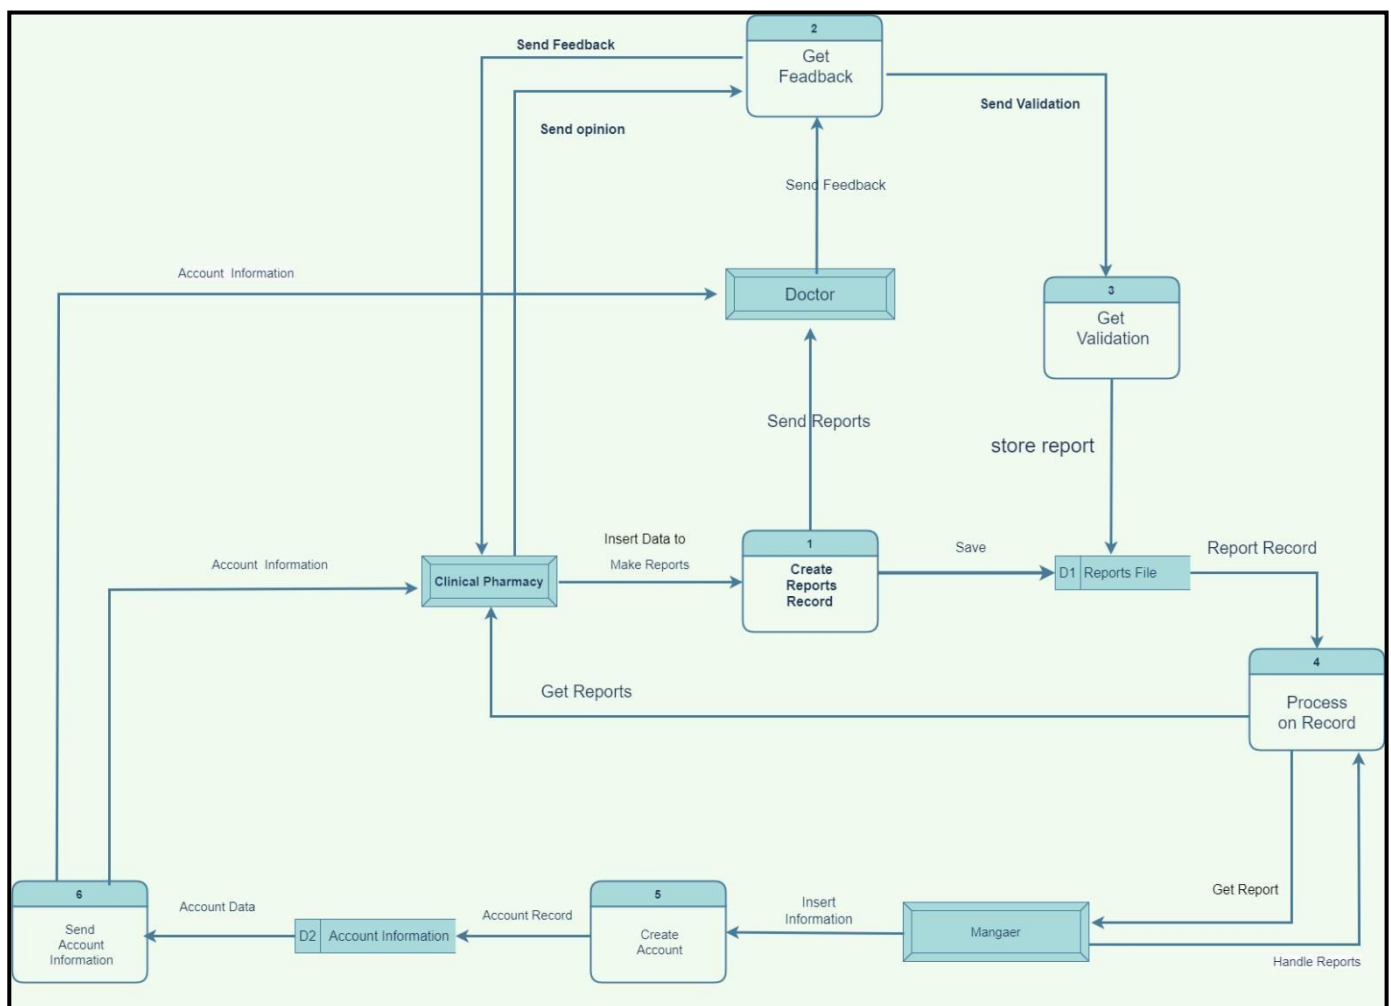 2
Send Feedback
Get
Feadback
Send Validation
Send opinion
Send Feedback
Account Information
Doctor
3
Get
Validation
Send Reports
store report
Account Information
Clinical Pharmacy
Insert Data to
Make Reports
1
Create
Reports
Record
Save
D1 Reports File
Report Record
4
Process
on Record
Get Reports
Get Report
6
Send
Account
Information
Account Data
D2 Account Information
Account Record
5
Create
Account
Insert
Information
Mangaer
Handle Reports